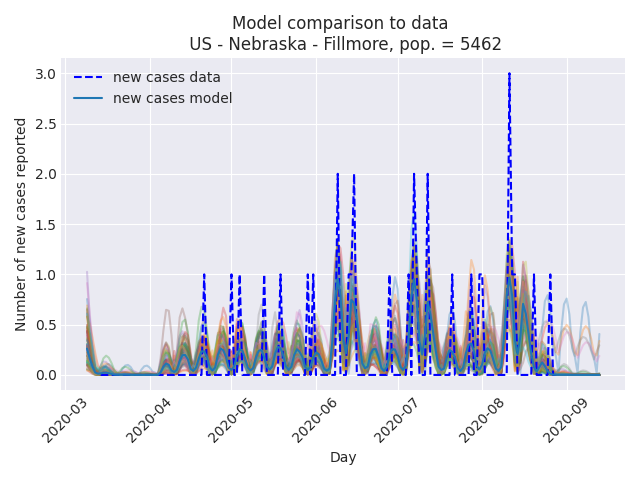 Model comparison to data
US - Nebraska - Fillmore, pop. = 5462
new cases data
new cases model
Number of new cases reported
3.0
2.5
2.0
1.5
1.0
0.5
0.0
2020-03
2020-04
2020-05
2020-06
2020-07
2020-08
2020-09
Day